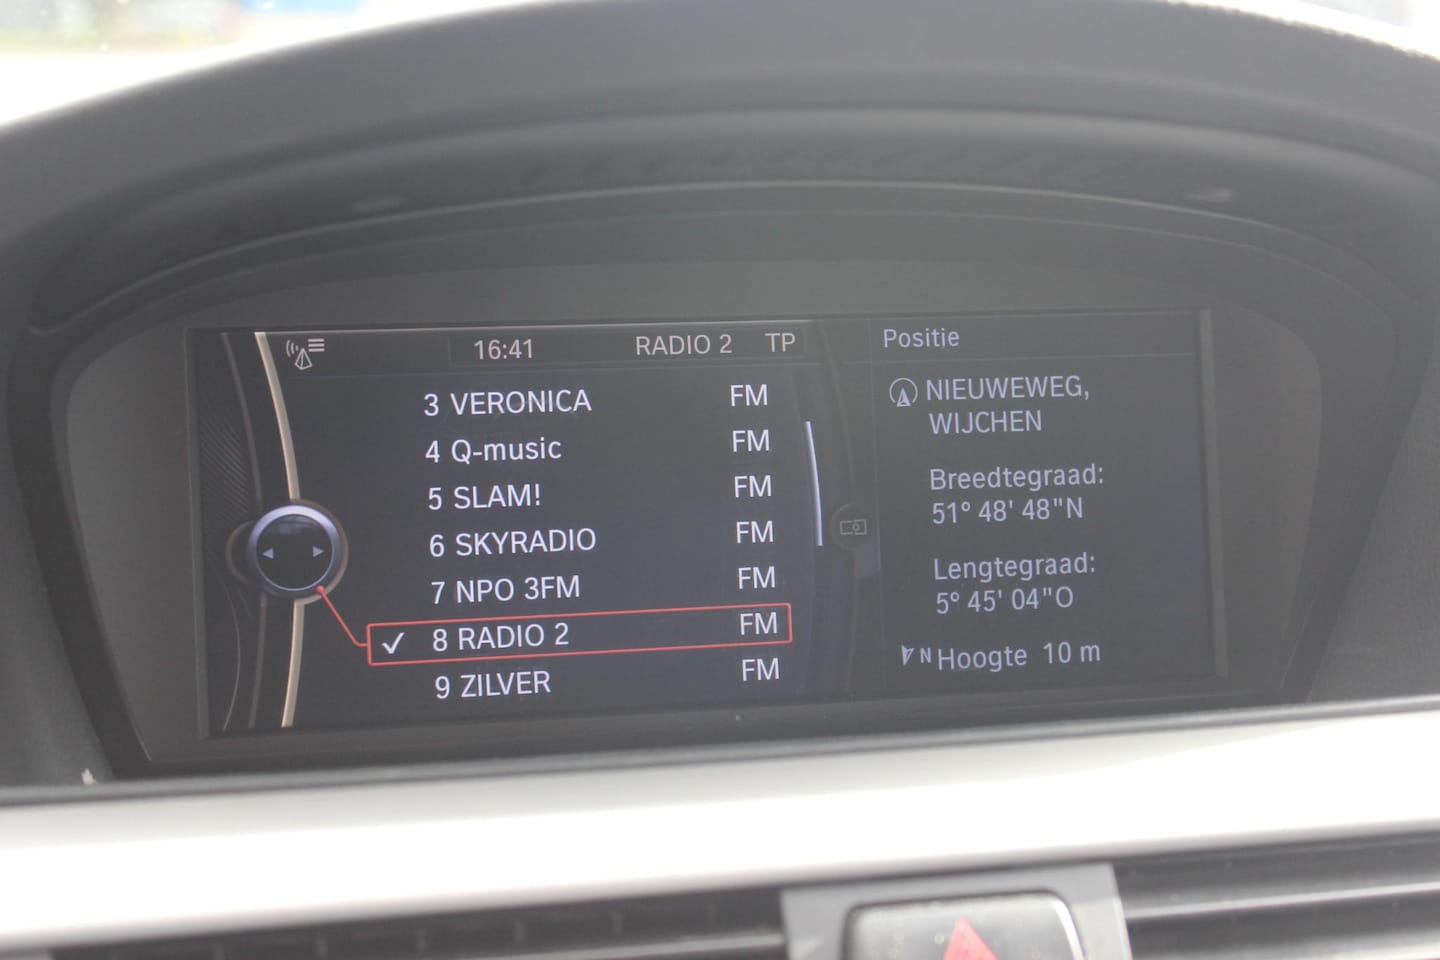 16:41 RADIO 2 TP
3 VERONICA FM
4 Q-music FM
5 SLAM! FM
6 SKYRADIO FM
7 NPO 3FM FM
✓ 8 RADIO 2 FM
9 ZILVER FM
Positie
NIEUWEWEG,
WIJCHEN
Breedtegraad:
51° 48' 48"N
Lengtegraad:
5° 45' 04"O
N Hoogte 10 m